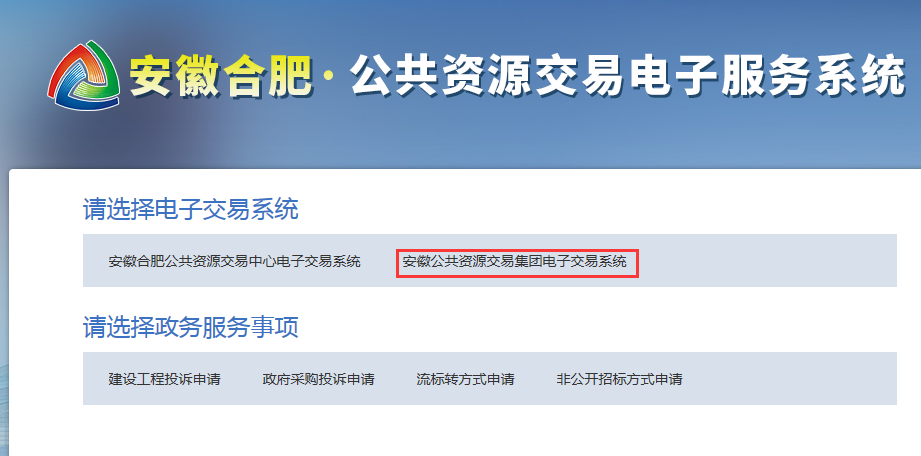 安徽合肥·公共资源交易电子服务系统
请选择电子交易系统
安徽合肥公共资源交易中心电子交易系统 安徽公共资源交易集团电子交易系统
请选择政务服务事项
建设工程投诉申请 政府采购投诉申请 流标转方式申请 非公开招标方式申请